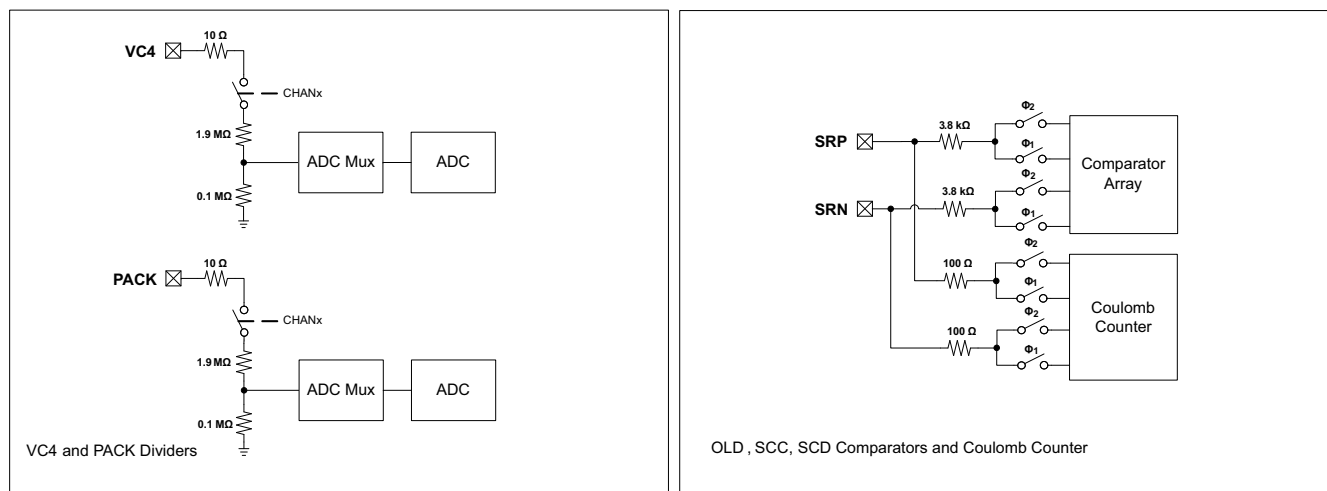 10 Ω
VC4
CHANx
1.9 MΩ
ADC Mux
ADC
0.1 MΩ
10 Ω
PACK
CHANx
1.9 MΩ
ADC Mux
ADC
0.1 MΩ
VC4 and PACK Dividers
Φ2
3.8 kΩ
SRP
Φ1
Comparator
Array
Φ2
3.8 kΩ
SRN
Φ1
Φ2
100 Ω
Φ1
Coulomb
Counter
Φ2
100 Ω
Φ1
OLD , SCC, SCD Comparators and Coulomb Counter